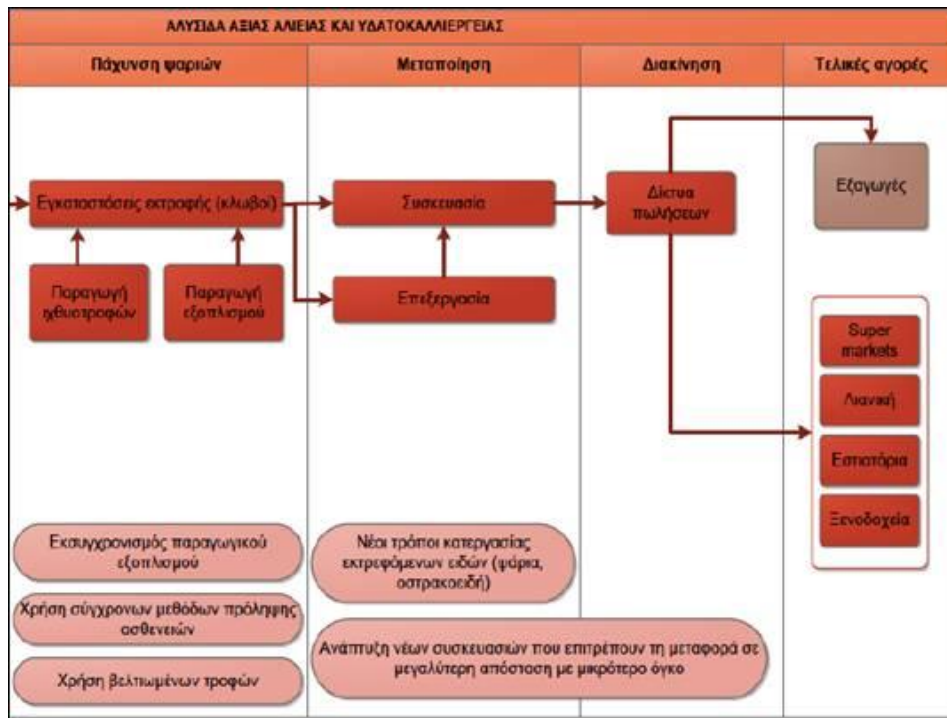 ΑΛΥΣΙΔΑ ΑΞΙΑΣ ΑΛΙΕΙΑΣ ΚΑΙ ΥΔΑΤΟΚΑΛΛΙΕΡΓΕΙΑΣ
Πάχυνση ψαριών
Μεταποίηση
Διακίνηση
Τελικές αγορές
Εγκαταστάσεις εκτροφής (κλωβοί)
Παραγωγή
ιχθυοτροφών
Παραγωγή
εξοπλισμού
Συσκευασία
Επεξεργασία
Δίκτυα
πωλήσεων
Εξαγωγές
Super
markets
Λιανική
Εστιατόρια
Ξενοδοχεία
Εκσυγχρονισμός παραγωγικού
εξοπλισμού
Χρήση σύγχρονων μεθόδων πρόληψης
ασθενειών
Χρήση βελτιωμένων τροφών
Νέοι τρόποι κατεργασίας
εκτρεφόμενων ειδών (ψάρια,
οστρακοειδή)
Ανάπτυξη νέων συσκευασιών που επιτρέπουν τη μεταφορά σε
μεγαλύτερη απόσταση με μικρότερο όγκο